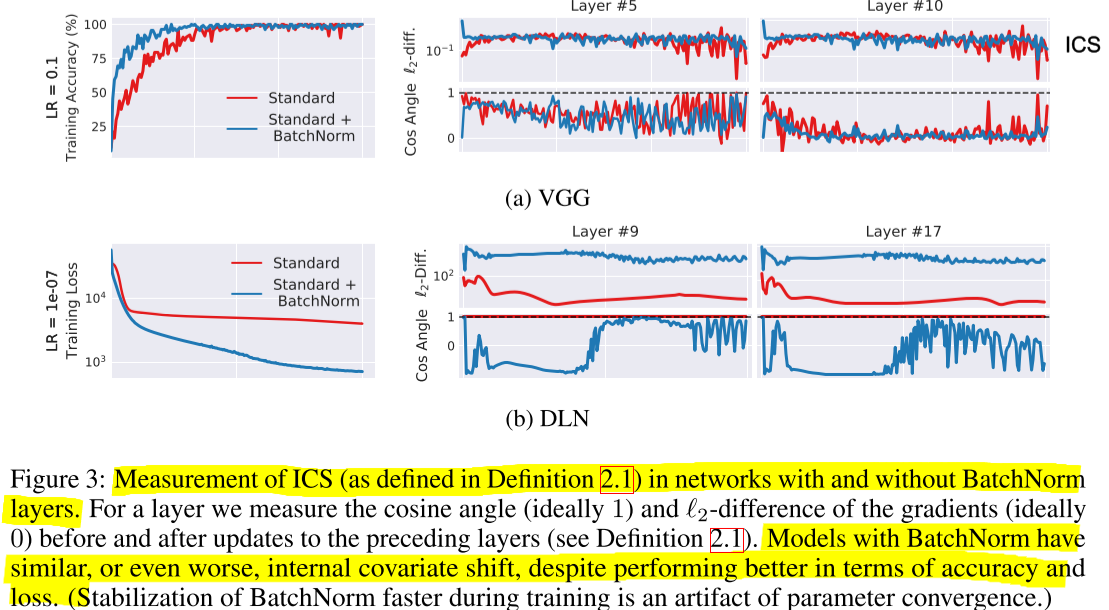 Layer #5
Layer #10
LR = 0.1
Training Accuracy (%)
100
75
50
25
Standard
Standard +
BatchNorm
ℓ2-diff.
10⁻¹
Cos Angle
1
0
ICS
(a) VGG
Layer #9
Layer #17
LR = 1e-07
Training Loss
10⁴
10³
Standard
Standard +
BatchNorm
ℓ2-Diff.
10²
Cos Angle
1
0
(b) DLN
Figure 3: Measurement of ICS (as defined in Definition 2.1) in networks with and without BatchNorm
layers. For a layer we measure the cosine angle (ideally 1) and ℓ2-difference of the gradients (ideally
0) before and after updates to the preceding layers (see Definition 2.1). Models with BatchNorm have
similar, or even worse, internal covariate shift, despite performing better in terms of accuracy and
loss. (Stabilization of BatchNorm faster during training is an artifact of parameter convergence.)